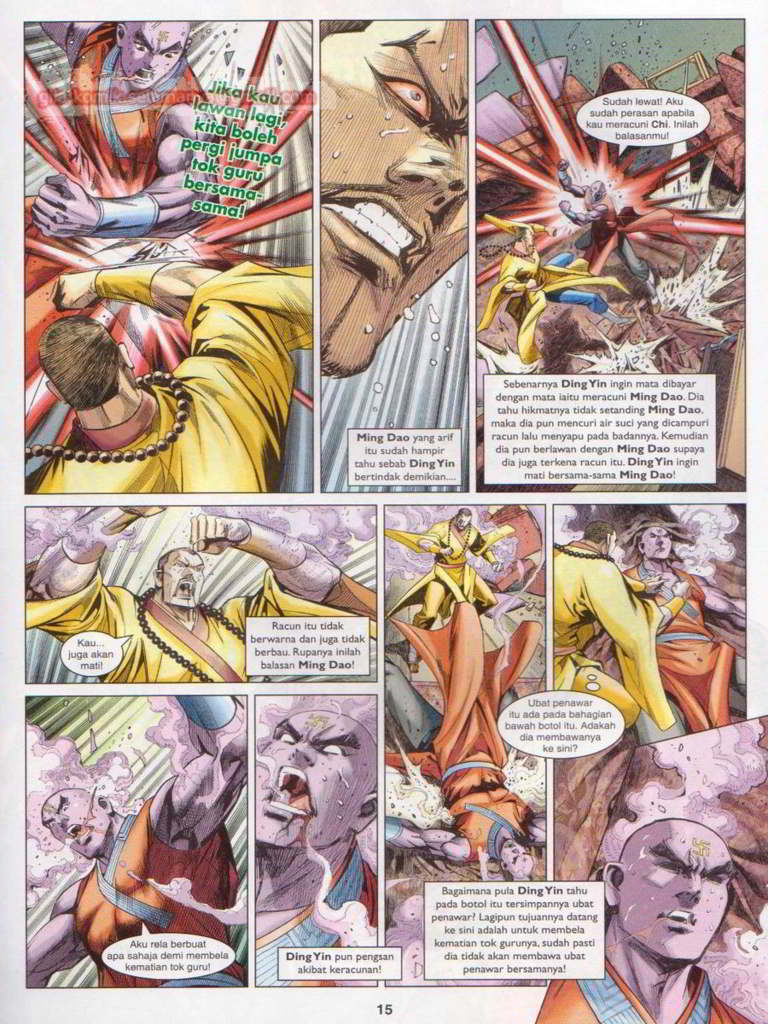 Jika kau
lawan lagi,
kita boleh
pergi jumpa
tok guru
bersama-
sama!
Ming Dao yang arif
itu sudah hampir
tahu sebab Ding Yin
bertindak demikian....
Sudah lewat! Aku
sudah perasan apabila
kau meracuni Chi. Inilah
balasanmu!
Sebenarnya Ding Yin ingin mata dibayar
dengan mata iaitu meracuni Ming Dao. Dia
tahu hikmatnya tidak setanding Ming Dao,
maka dia pun mencuri air suci yang dicampuri
racun lalu menyapu pada badannya. Kemudian
dia pun berlawan dengan Ming Dao supaya
dia juga terkena racun itu. Ding Yin ingin
mati bersama-sama Ming Dao!
Kau...
juga akan
mati!
Racun itu tidak
berwarna dan juga tidak
berbau. Rupanya inilah
balasan Ming Dao!
Aku rela berbuat
apa sahaja demi membela
kematian tok guru!
Ding Yin pun pengsan
akibat keracunan!
Ubat penawar
itu ada pada bahagian
bawah botol itu. Adakah
dia membawanya
ke sini?
Bagaimana pula Ding Yin tahu
pada botol itu tersimpannya ubat
penawar? Lagipun tujuannya datang
ke sini adalah untuk membela
kematian tok gurunya, sudah pasti
dia tidak akan membawa ubat
penawar bersamanya!
15